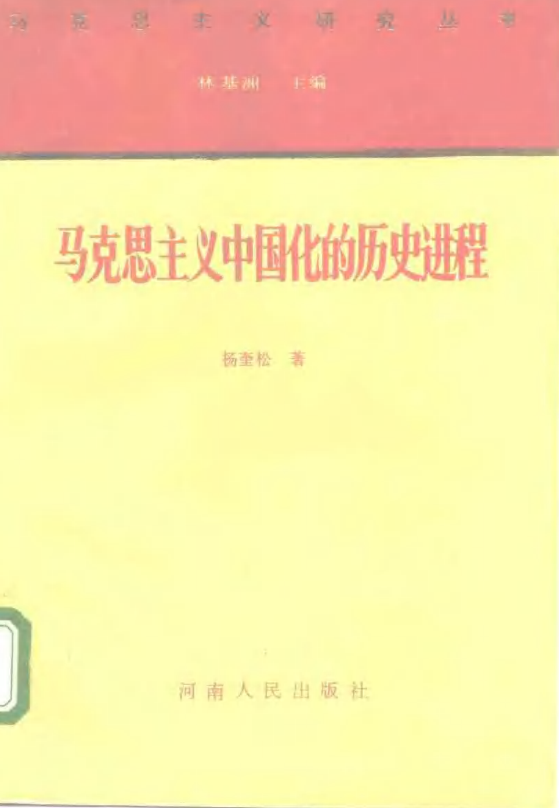 马克思主义研究丛书
林基洲 主编
马克思主义中国化的历史进程
杨奎松 著
河南人民出版社